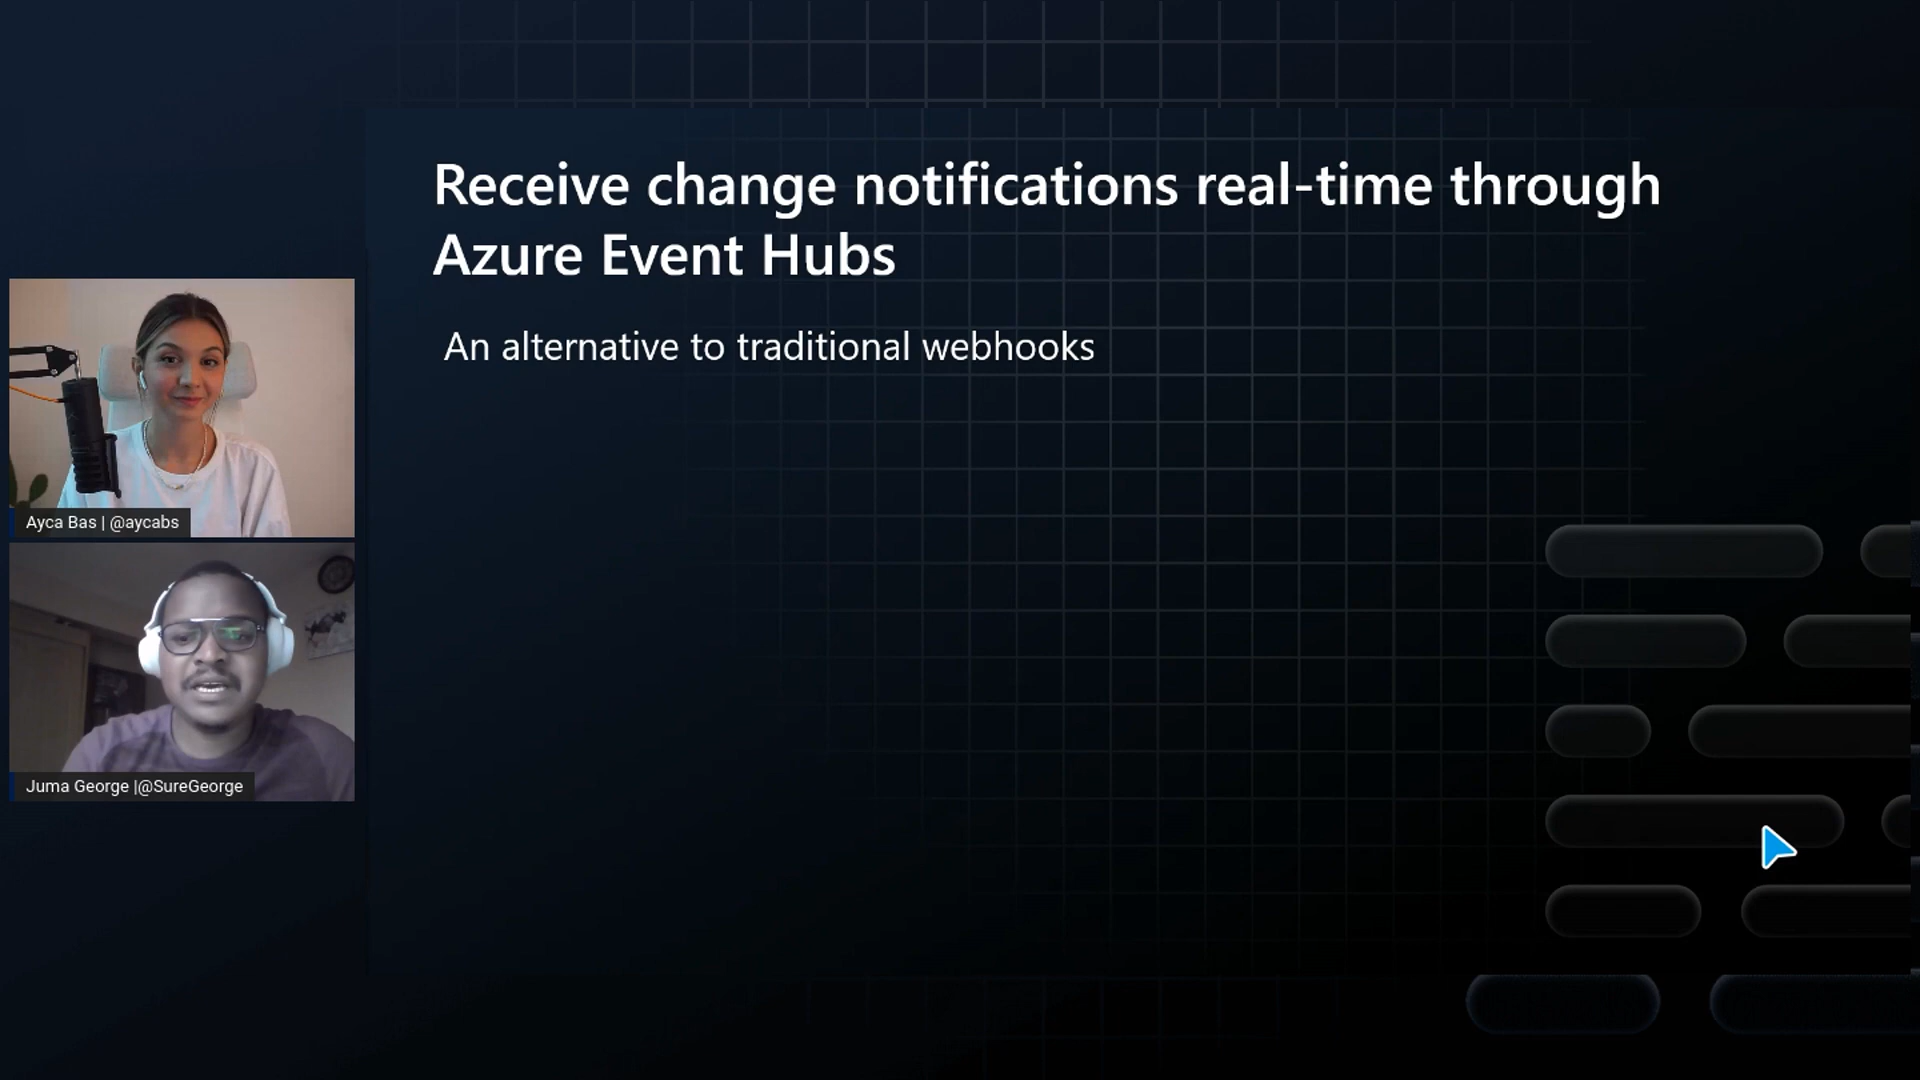 Receive change notifications real-time through
Azure Event Hubs
An alternative to traditional webhooks
Ayca Bas | @aycabs
Juma George |@SureGeorge